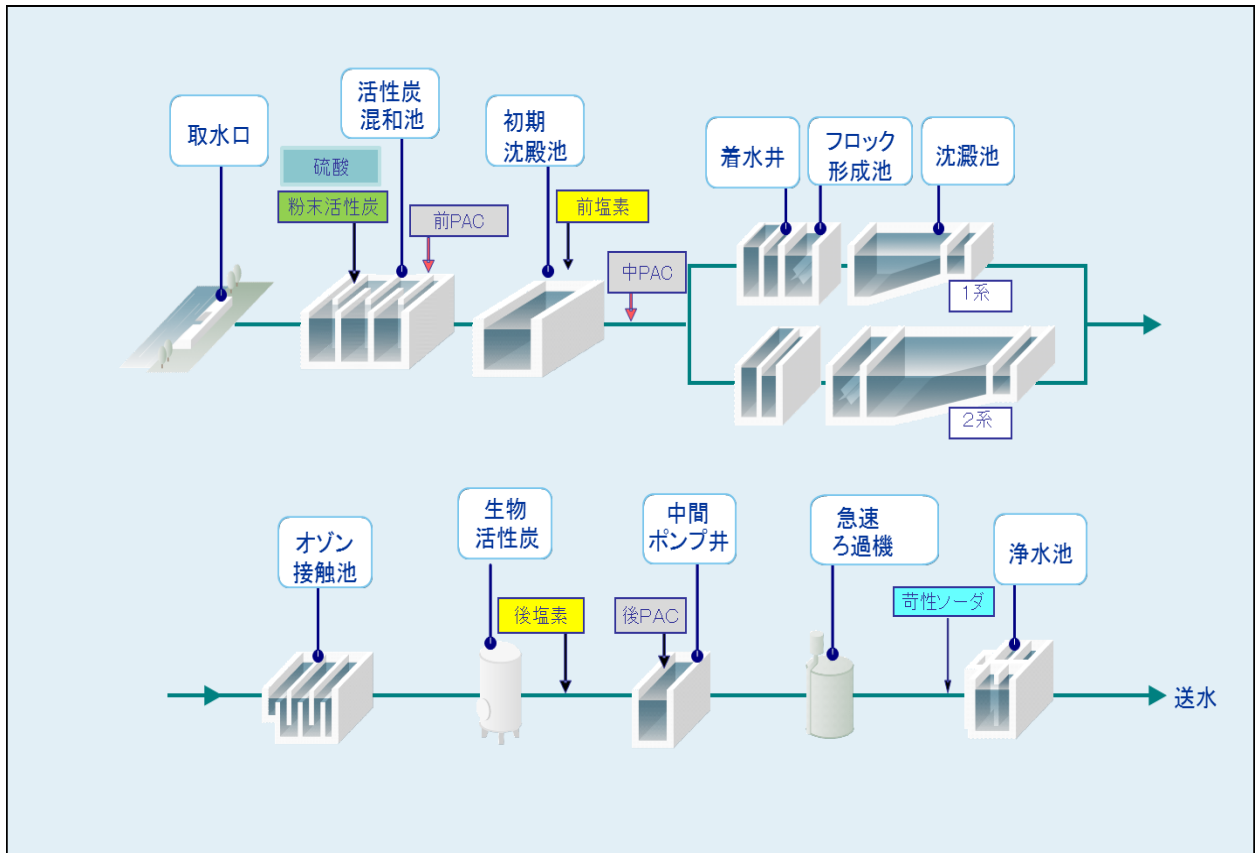 取水口
活性炭
混和池
硫酸
粉末活性炭
前PAC
初期
沈殿池
前塩素
中PAC
着水井
フロック
形成池
沈澱池
1系
2系
オゾン
接触池
生物
活性炭
後塩素
後PAC
中間
ポンプ井
急速
ろ過機
苛性ソーダ
浄水池
送水